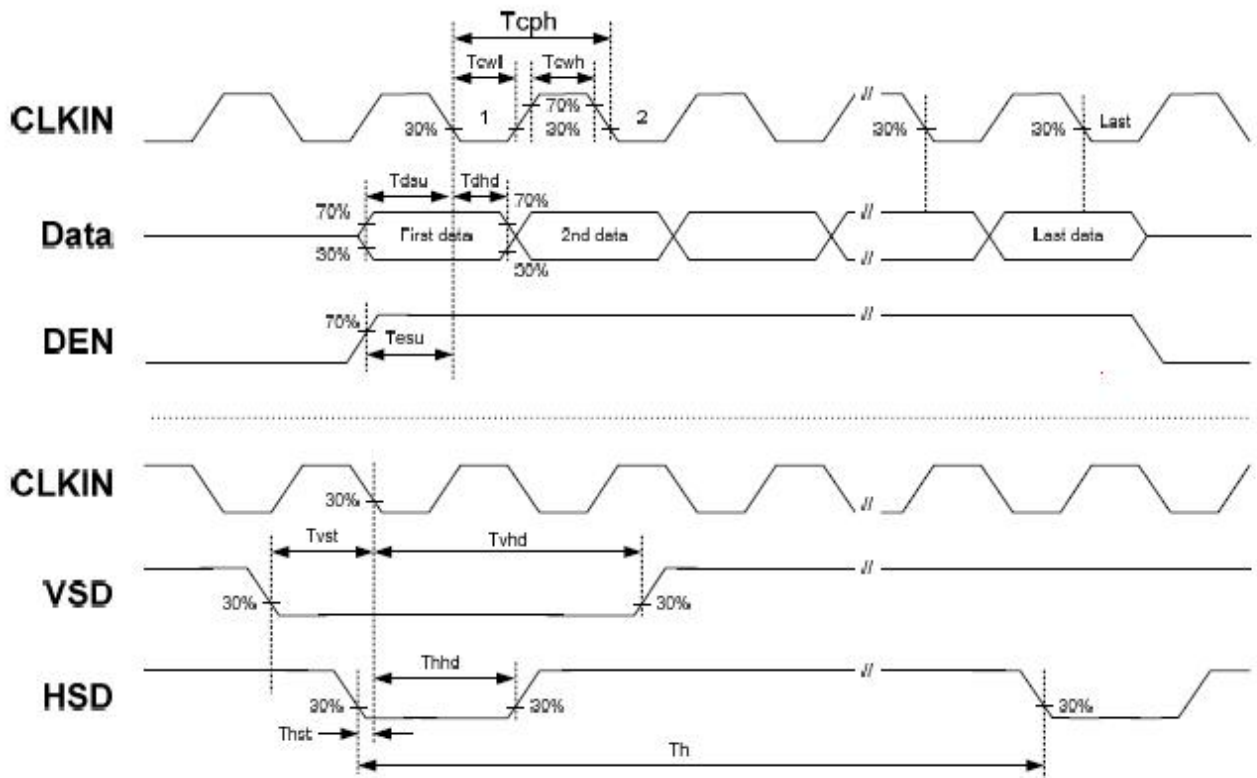 Tcph
Tcwl Tcwh
CLKIN 30% 1 70% 30% 2 30% 30% Last
Tdsu Tdhd
70% 70%
Data First data 2nd data Last data
30% 30%
DEN 70% Tesu
CLKIN 30%
Tvst Tvhd
VSD 30% 30%
Thhd
HSD 30% 30% 30%
Thst
Th